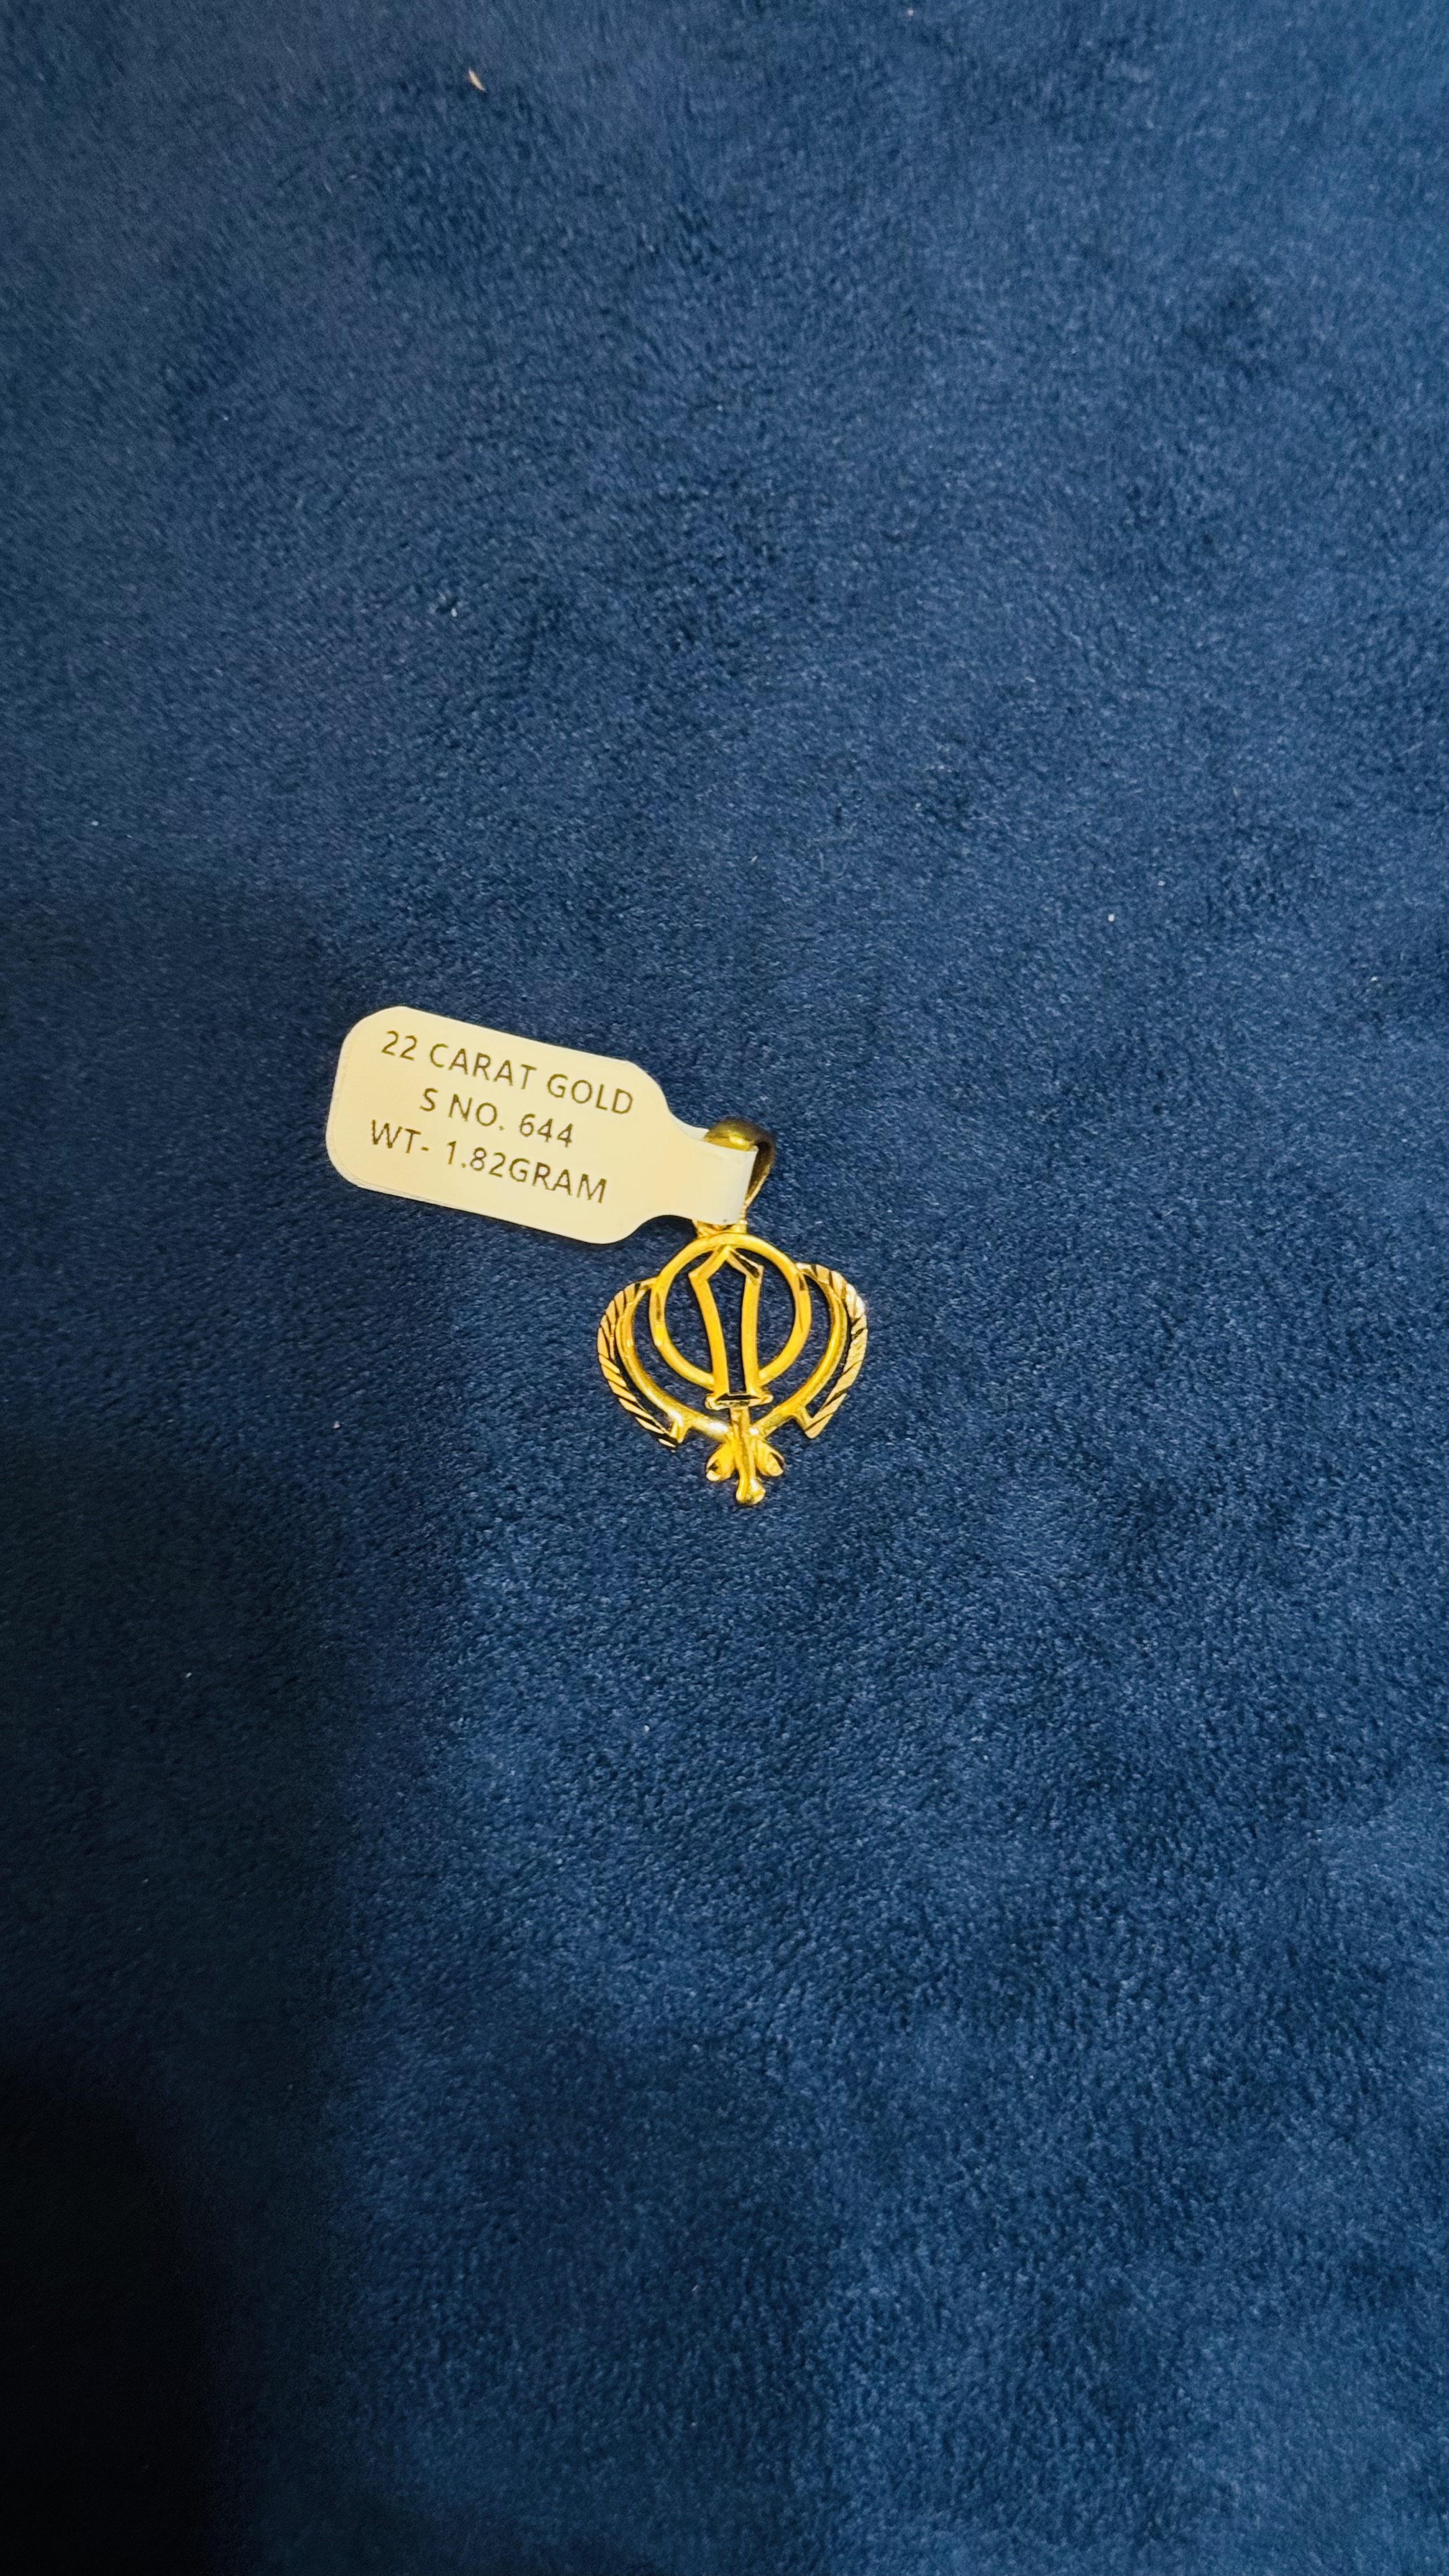 22 CARAT GOLD
S NO. 644
WT- 1.82GRAM